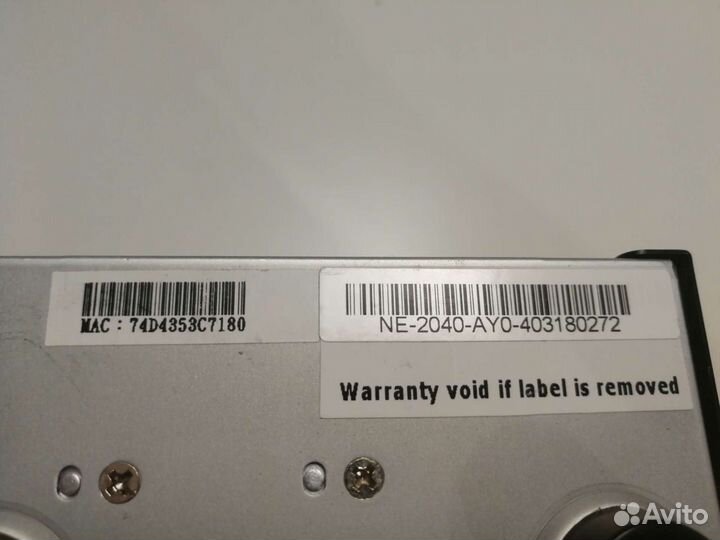 MAC : 74D4353C7180
NE-2040-AY0-403180272
Warranty void if label is removed
Avito